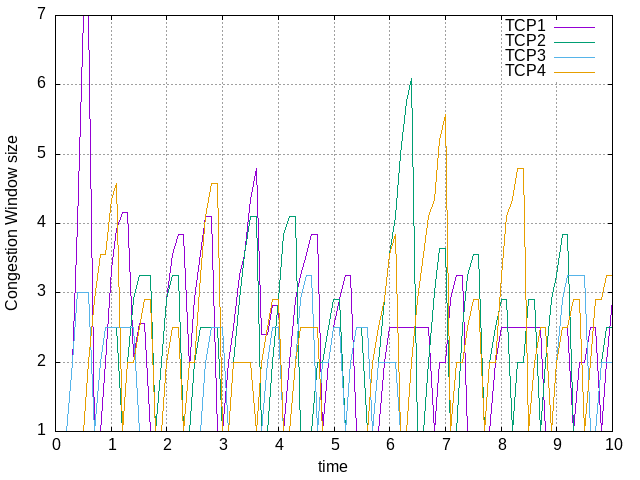 7
TCP1
TCP2
TCP3
TCP4
6
5
4
3
2
1
Congestion Window size
0 1 2 3 4 5 6 7 8 9 10
time